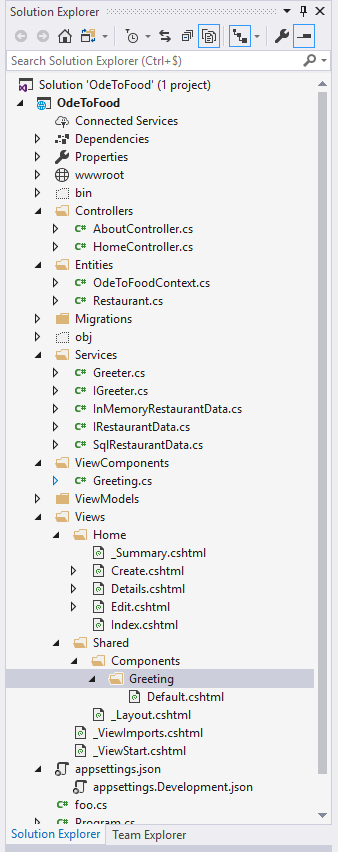 Solution Explorer
Search Solution Explorer (Ctrl+$)
Solution 'OdeToFood' (1 project)
OdeToFood
Connected Services
Dependencies
Properties
wwwroot
bin
Controllers
C# AboutController.cs
C# HomeController.cs
Entities
C# OdeToFoodContext.cs
C# Restaurant.cs
Migrations
obj
Services
C# Greeter.cs
C# IGreeter.cs
C# InMemoryRestaurantData.cs
C# IRestaurantData.cs
C# SqlRestaurantData.cs
ViewComponents
C# Greeting.cs
ViewModels
Views
Home
_Summary.cshtml
Create.cshtml
Details.cshtml
Edit.cshtml
Index.cshtml
Shared
Components
Greeting
Default.cshtml
_Layout.cshtml
_ViewImports.cshtml
_ViewStart.cshtml
appsettings.json
appsettings.Development.json
C# foo.cs
C# Program.cs
Solution Explorer Team Explorer